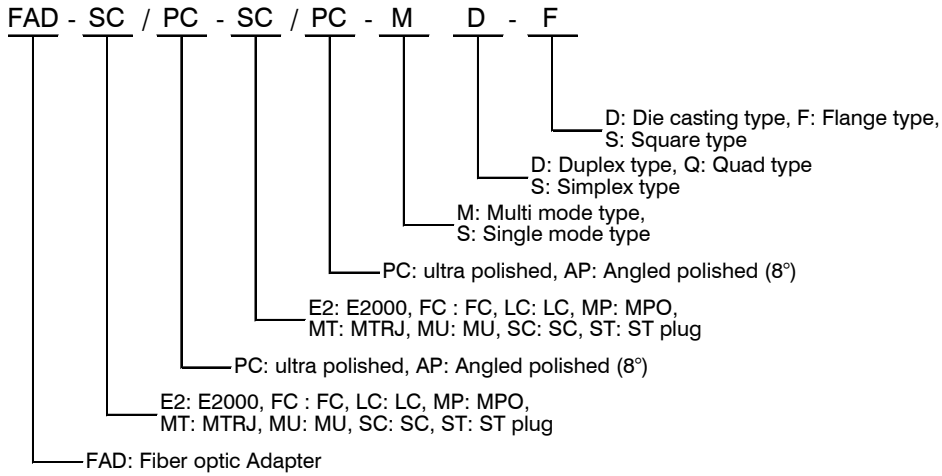 FAD - SC / PC - SC / PC - M D - F
D: Die casting type, F: Flange type,
S: Square type
D: Duplex type, Q: Quad type
S: Simplex type
M: Multi mode type,
S: Single mode type
PC: ultra polished, AP: Angled polished (8°)
E2: E2000, FC : FC, LC: LC, MP: MPO,
MT: MTRJ, MU: MU, SC: SC, ST: ST plug
PC: ultra polished, AP: Angled polished (8°)
E2: E2000, FC : FC, LC: LC, MP: MPO,
MT: MTRJ, MU: MU, SC: SC, ST: ST plug
FAD: Fiber optic Adapter